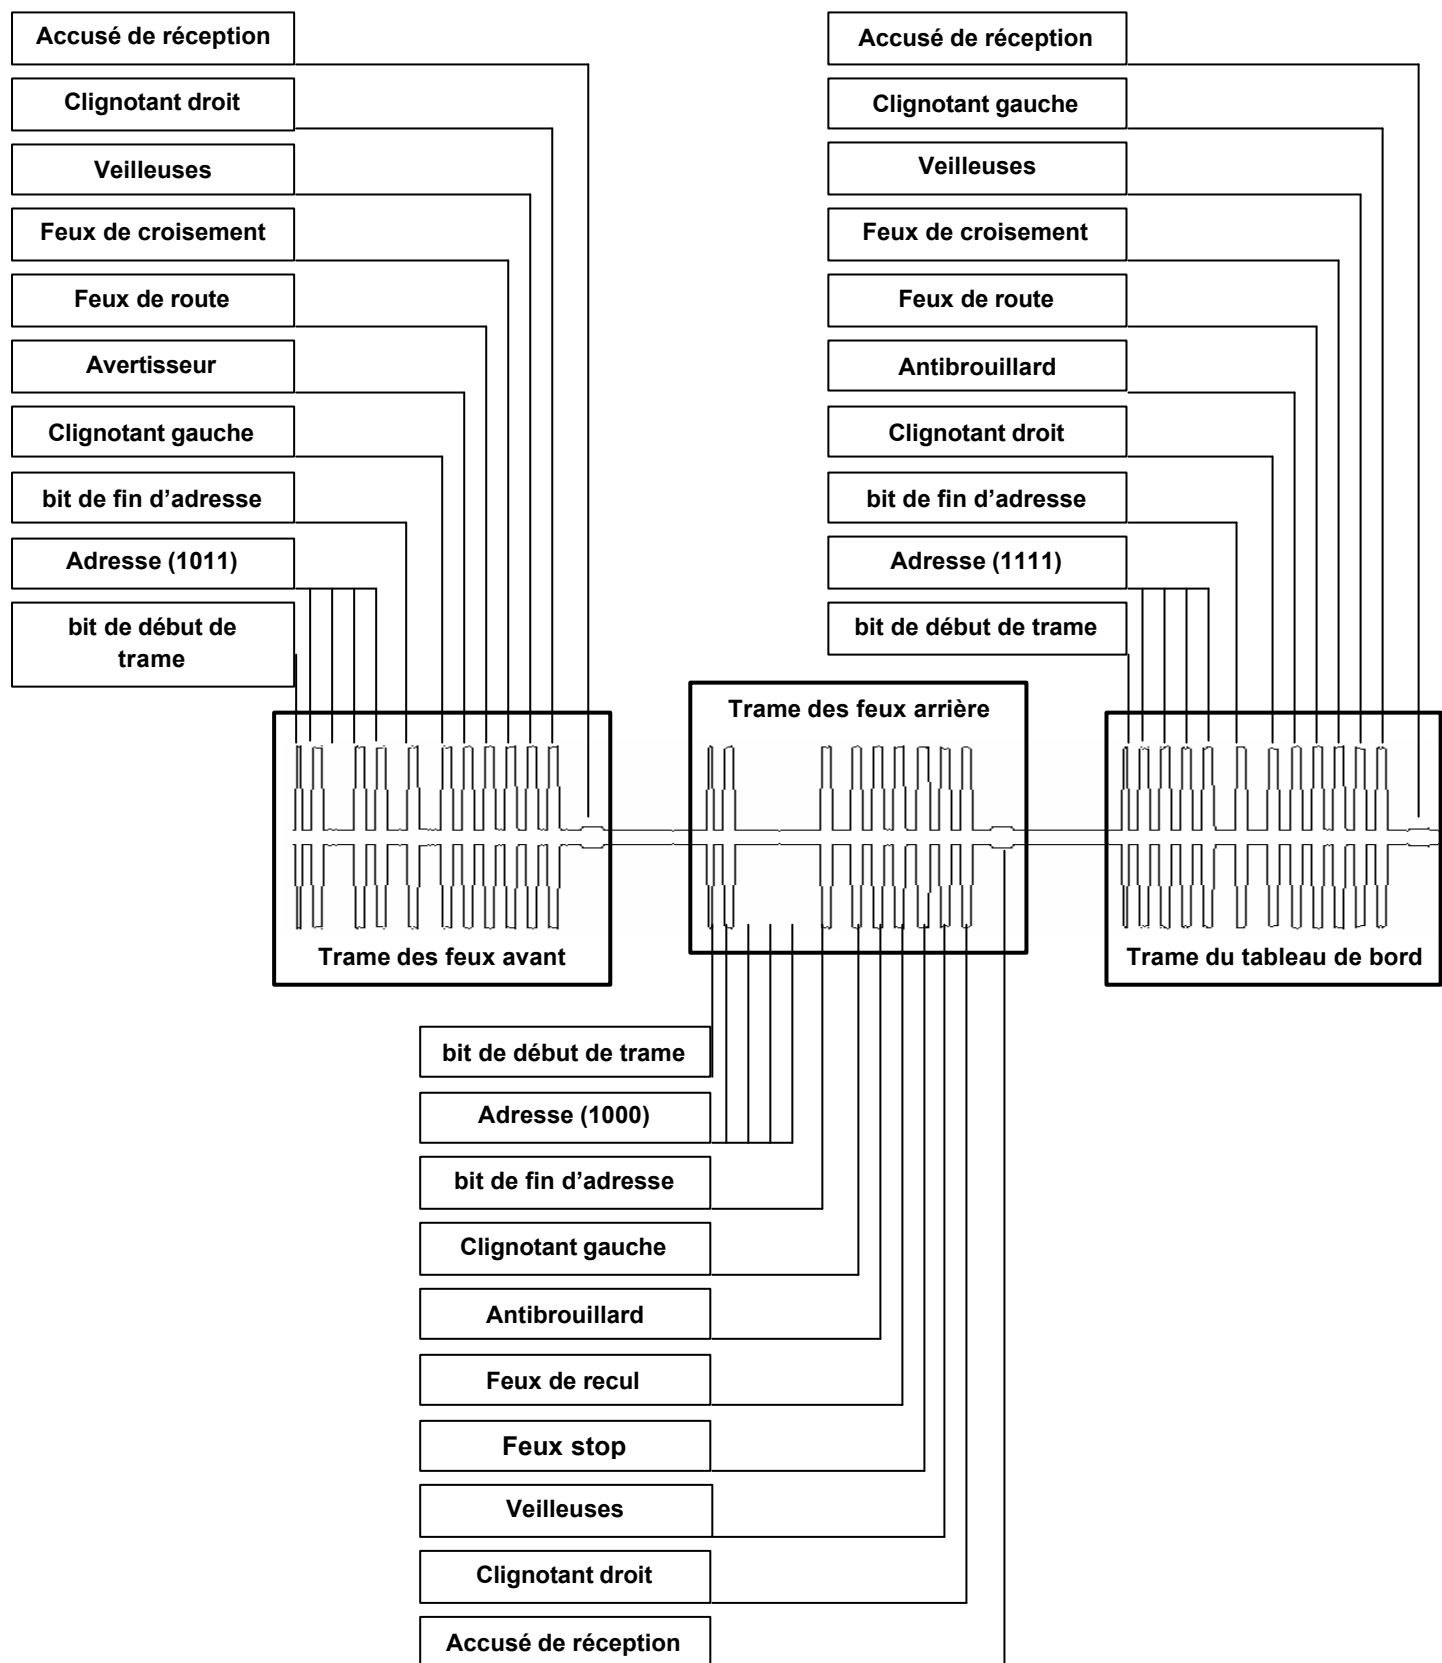 Accusé de réception
Clignotant droit
Veilleuses
Feux de croisement
Feux de route
Avertisseur
Clignotant gauche
bit de fin d’adresse
Adresse (1011)
bit de début de
trame
Accusé de réception
Clignotant gauche
Veilleuses
Feux de croisement
Feux de route
Antibrouillard
Clignotant droit
bit de fin d’adresse
Adresse (1111)
bit de début de trame
Trame des feux avant
Trame des feux arrière
Trame du tableau de bord
bit de début de trame
Adresse (1000)
bit de fin d’adresse
Clignotant gauche
Antibrouillard
Feux de recul
Feux stop
Veilleuses
Clignotant droit
Accusé de réception